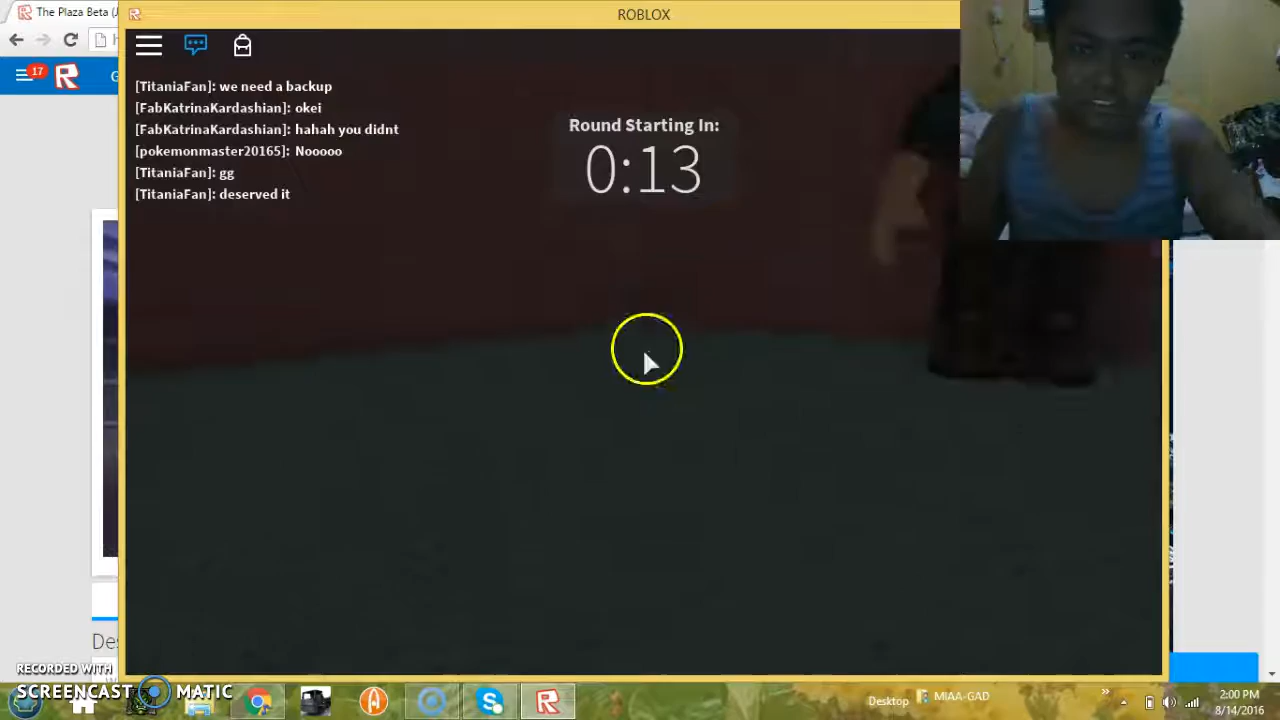 The Plaza Beta (
ROBLOX
17
[TitaniaFan]: we need a backup
[FabKatrinaKardashian]: okei
[FabKatrinaKardashian]: hahah you didnt
[pokemonmaster20165]: Nooooo
[TitaniaFan]: gg
[TitaniaFan]: deserved it
Round Starting In:
0:13
RECORDED WITH
SCREENCAST MATIC
Desktop
MIAA-GAD
2:00 PM
8/14/2016